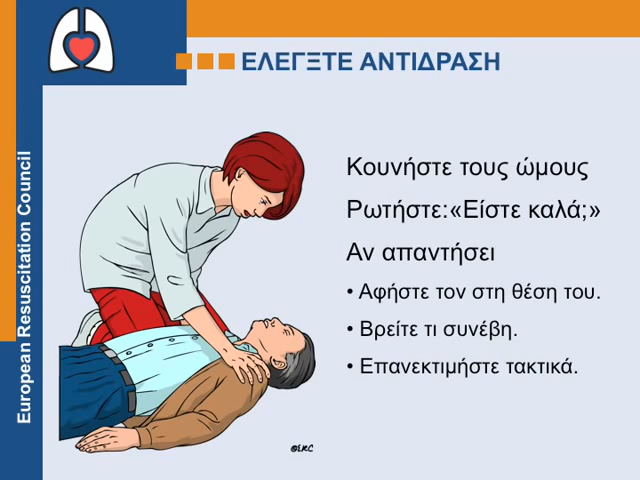 ΕΛΕΓΞΤΕ ΑΝΤΙΔΡΑΣΗ
Κουνήστε τους ώμους
Ρωτήστε:«Είστε καλά;»
Αν απαντήσει
• Αφήστε τον στη θέση του.
• Βρείτε τι συνέβη.
• Επανεκτιμήστε τακτικά.
European Resuscitation Council
@ERC